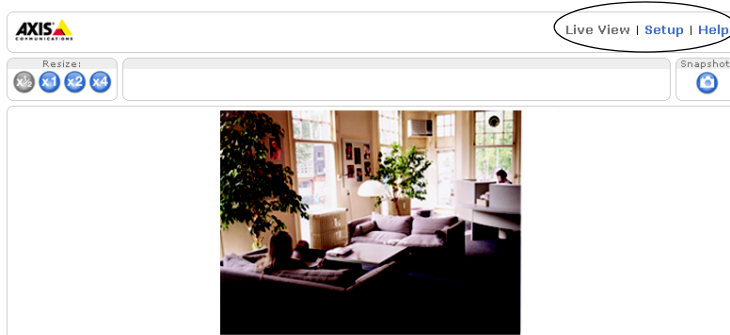 AXIS
COMMUNICATIONS
Live View | Setup | Help
Resize:
x½ x1 x2 x4
Snapshot